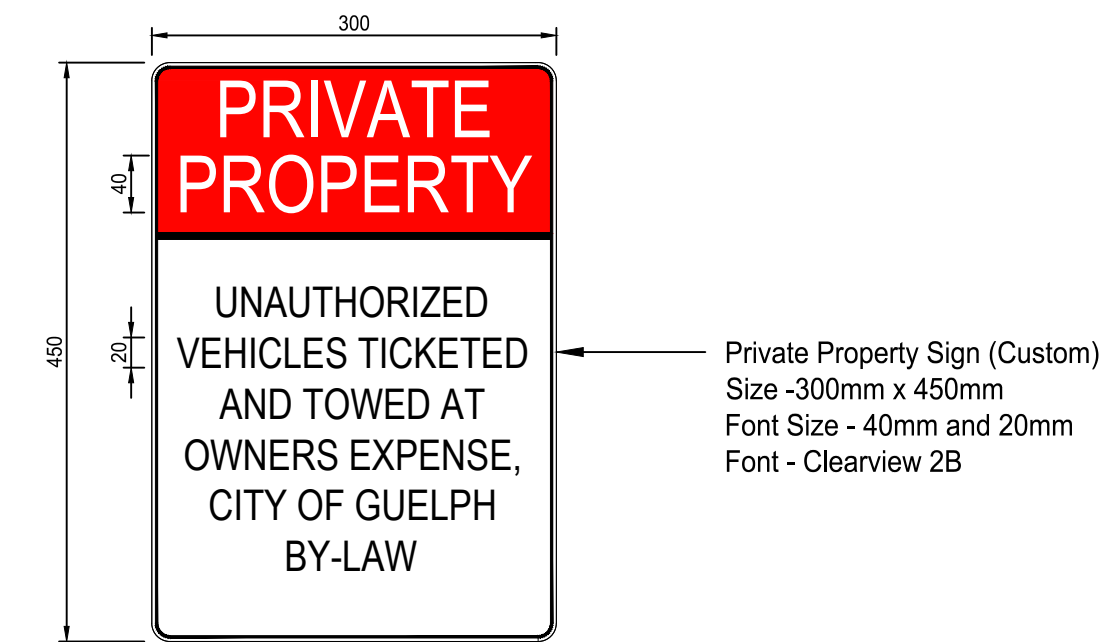 300
PRIVATE
PROPERTY
40
UNAUTHORIZED
VEHICLES TICKETED
AND TOWED AT
OWNERS EXPENSE,
CITY OF GUELPH
BY-LAW
20
450
Private Property Sign (Custom)
Size -300mm x 450mm
Font Size - 40mm and 20mm
Font - Clearview 2B